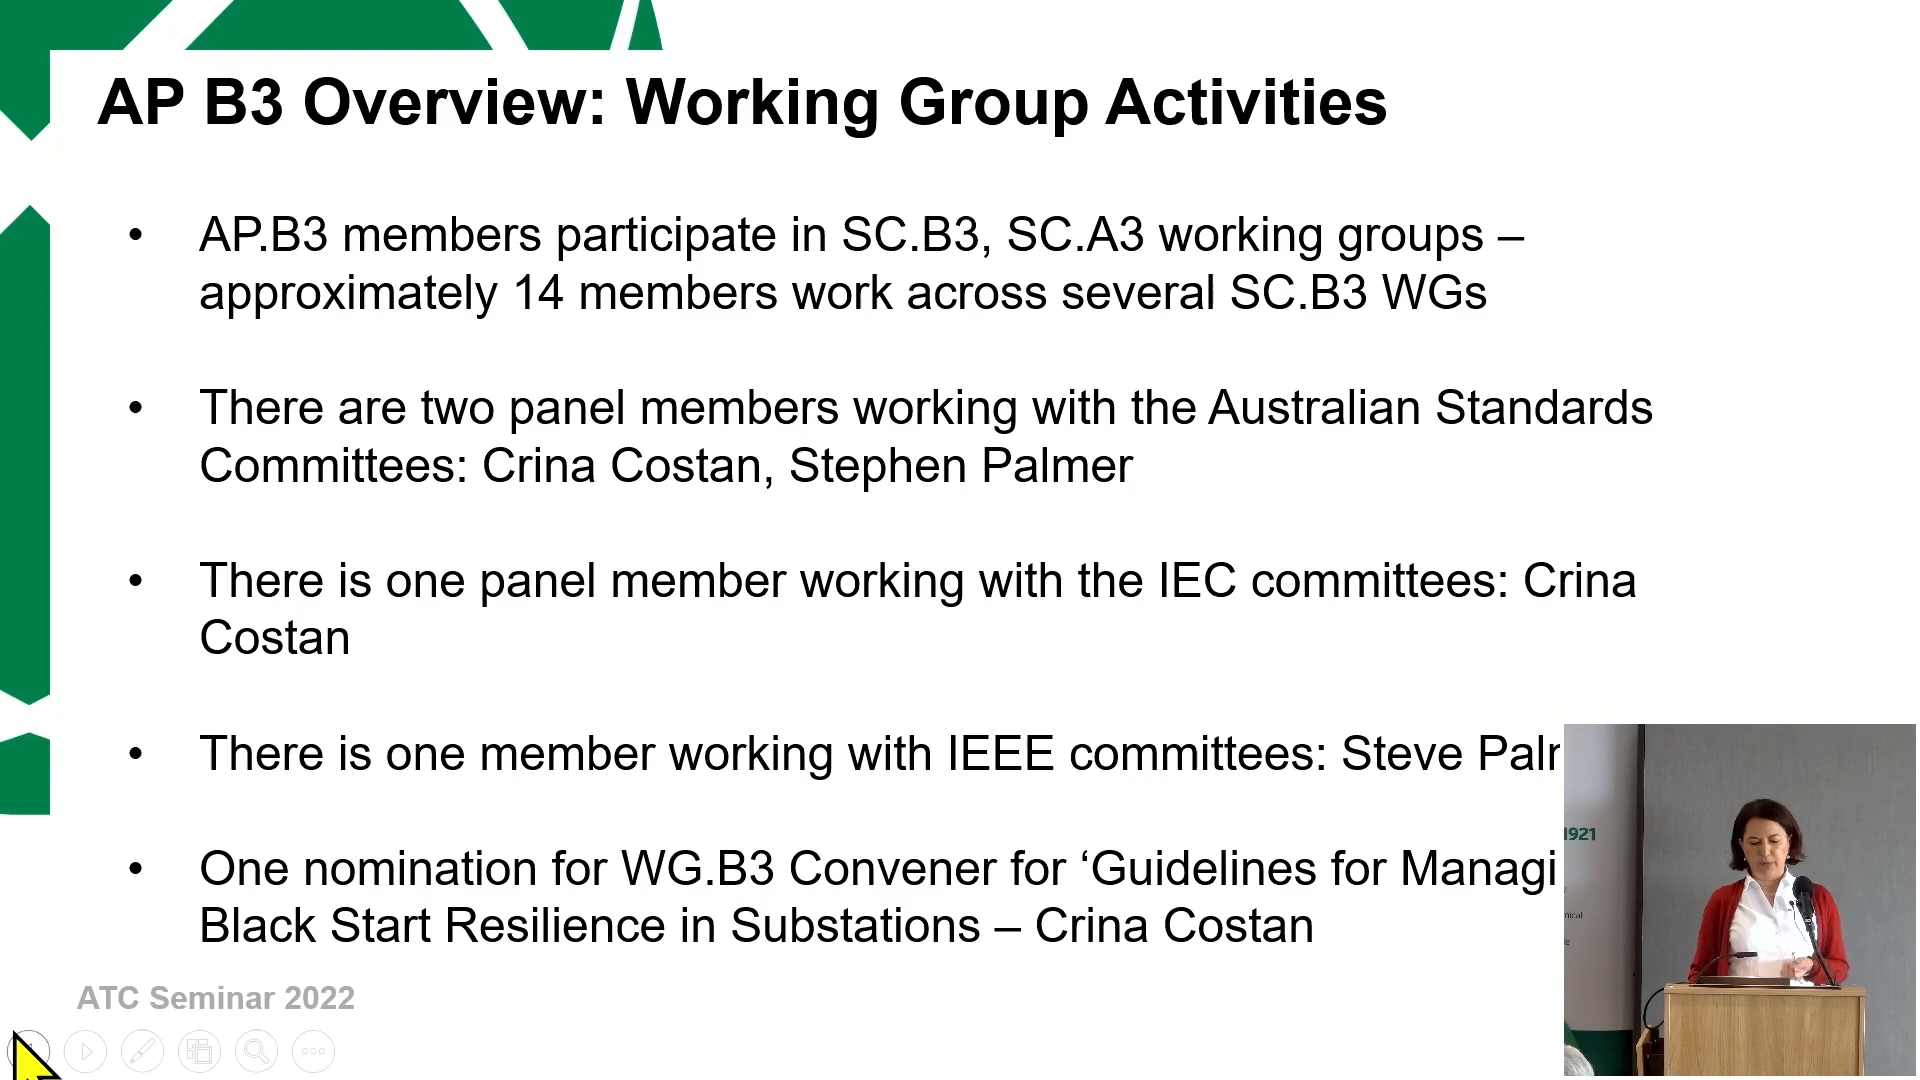 AP B3 Overview: Working Group Activities
• AP.B3 members participate in SC.B3, SC.A3 working groups –
approximately 14 members work across several SC.B3 WGs
• There are two panel members working with the Australian Standards
Committees: Crina Costan, Stephen Palmer
• There is one panel member working with the IEC committees: Crina
Costan
• There is one member working with IEEE committees: Steve
• One nomination for WG.B3 Convener for ‘Guidelines for
Black Start Resilience in Substations – Crina Costan
ATC Seminar 2022
1921